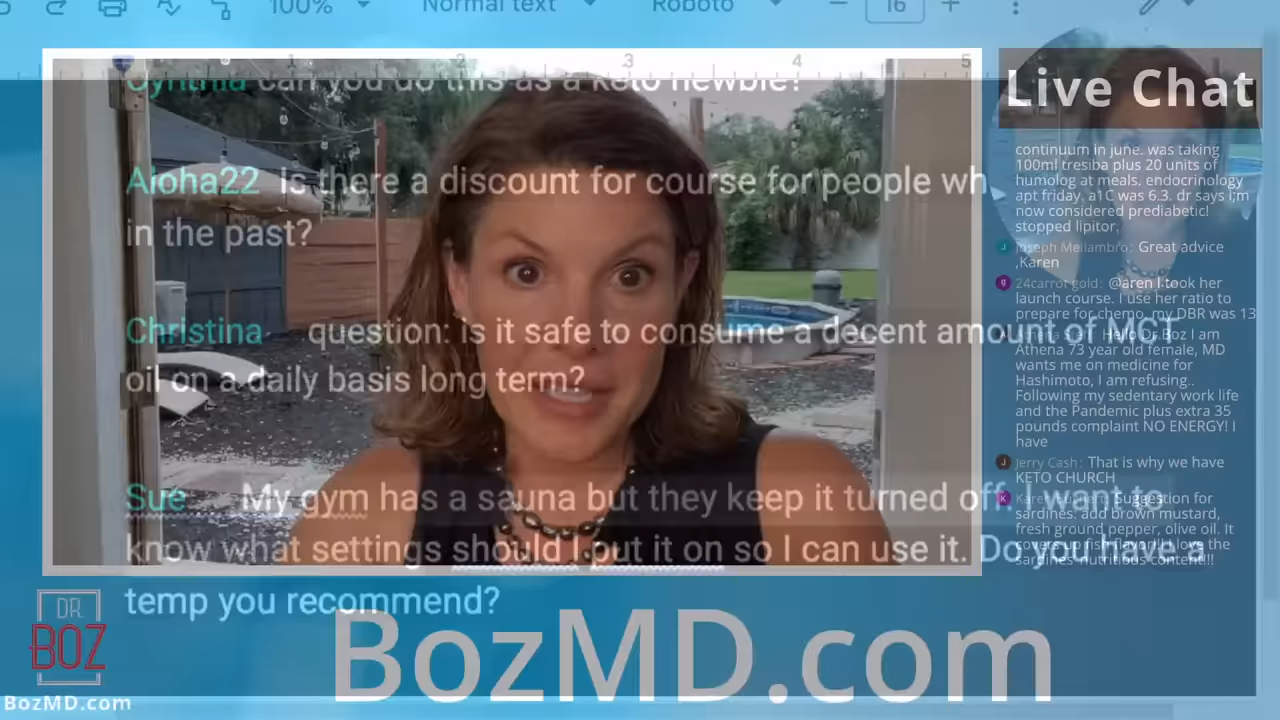 100% Normal text Roboto 16
1 2 3 4 5
Cynthia can you do this as a keto newbie?
Aloha22 Is there a discount for course for people wh
in the past?
Christina question: Is it safe to consume a decent amount of MCT
oil on a daily basis long term?
Sue My gym has a sauna but they keep it turned off. I want to
know what settings should I put it on so I can use it. Do you have a
temp you recommend?
Live Chat
continuum in june. was taking
100ml tresiba plus 20 units of
humolog at meals. endocrinology
apt friday. a1C was 6.3. dr says i;m
now considered prediabetic!
stopped lipitor.
Joseph Mellambro: Great advice
,Karen
24carrot gold: @aren I took her
launch course. I use her ratio to
prepare for chemo, my DBR was 13
Boz I am
Athena 73 year old female, MD
wants me on medicine for
Hashimoto, I am refusing..
Following my sedentary work life
and the Pandemic plus extra 35
pounds complaint NO ENERGY! I
have
Jerry Cash: That is why we have
KETO CHURCH
Suggestion for
sardines. add brown mustard,
fresh ground pepper, olive oil. It
the
sardines' nutritious content!!!
DR.
BOZ
BozMD.com
BozMD.com